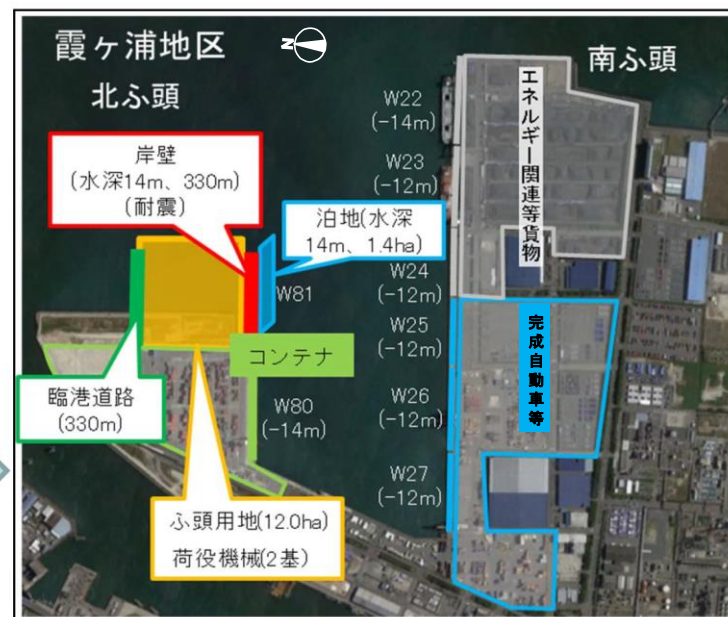 霞ヶ浦地区
N
北ふ頭
南ふ頭
岸壁
(水深14m、330m)
(耐震)
泊地(水深
14m、1.4ha)
W81
コンテナ
W80
(-14m)
臨港道路
(330m)
ふ頭用地(12.0ha)
荷役機械(2基)
W22
(-14m)
W23
(-12m)
W24
(-12m)
W25
(-12m)
W26
(-12m)
W27
(-12m)
エネルギー関連等貨物
完成自動車等